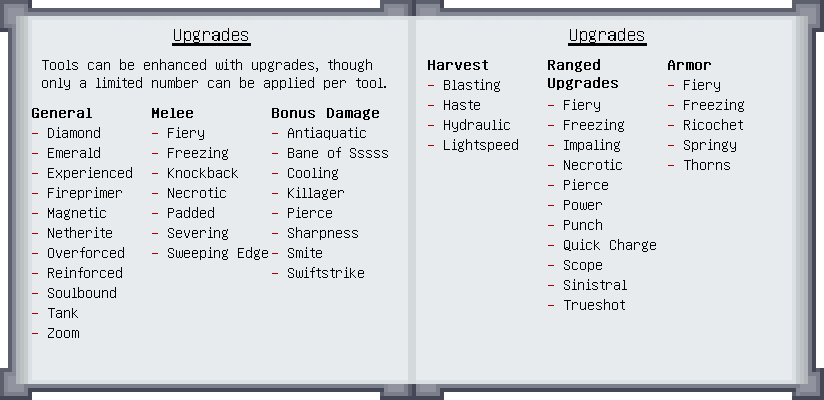 Upgrades
Tools can be enhanced with upgrades, though
only a limited number can be applied per tool.
General
- Diamond
- Emerald
- Experienced
- Fireprimer
- Magnetic
- Netherite
- Overforced
- Reinforced
- Soulbound
- Tank
- Zoom
Melee
- Fiery
- Freezing
- Knockback
- Necrotic
- Padded
- Severing
- Sweeping Edge
Bonus Damage
- Antiaquatic
- Bane of Sssss
- Cooling
- Killager
- Pierce
- Sharpness
- Smite
- Swiftstrike
Upgrades
Harvest
- Blasting
- Haste
- Hydraulic
- Lightspeed
Ranged
Upgrades
- Fiery
- Freezing
- Impaling
- Necrotic
- Pierce
- Power
- Punch
- Quick Charge
- Scope
- Sinistral
- Trueshot
Armor
- Fiery
- Freezing
- Ricochet
- Springy
- Thorns